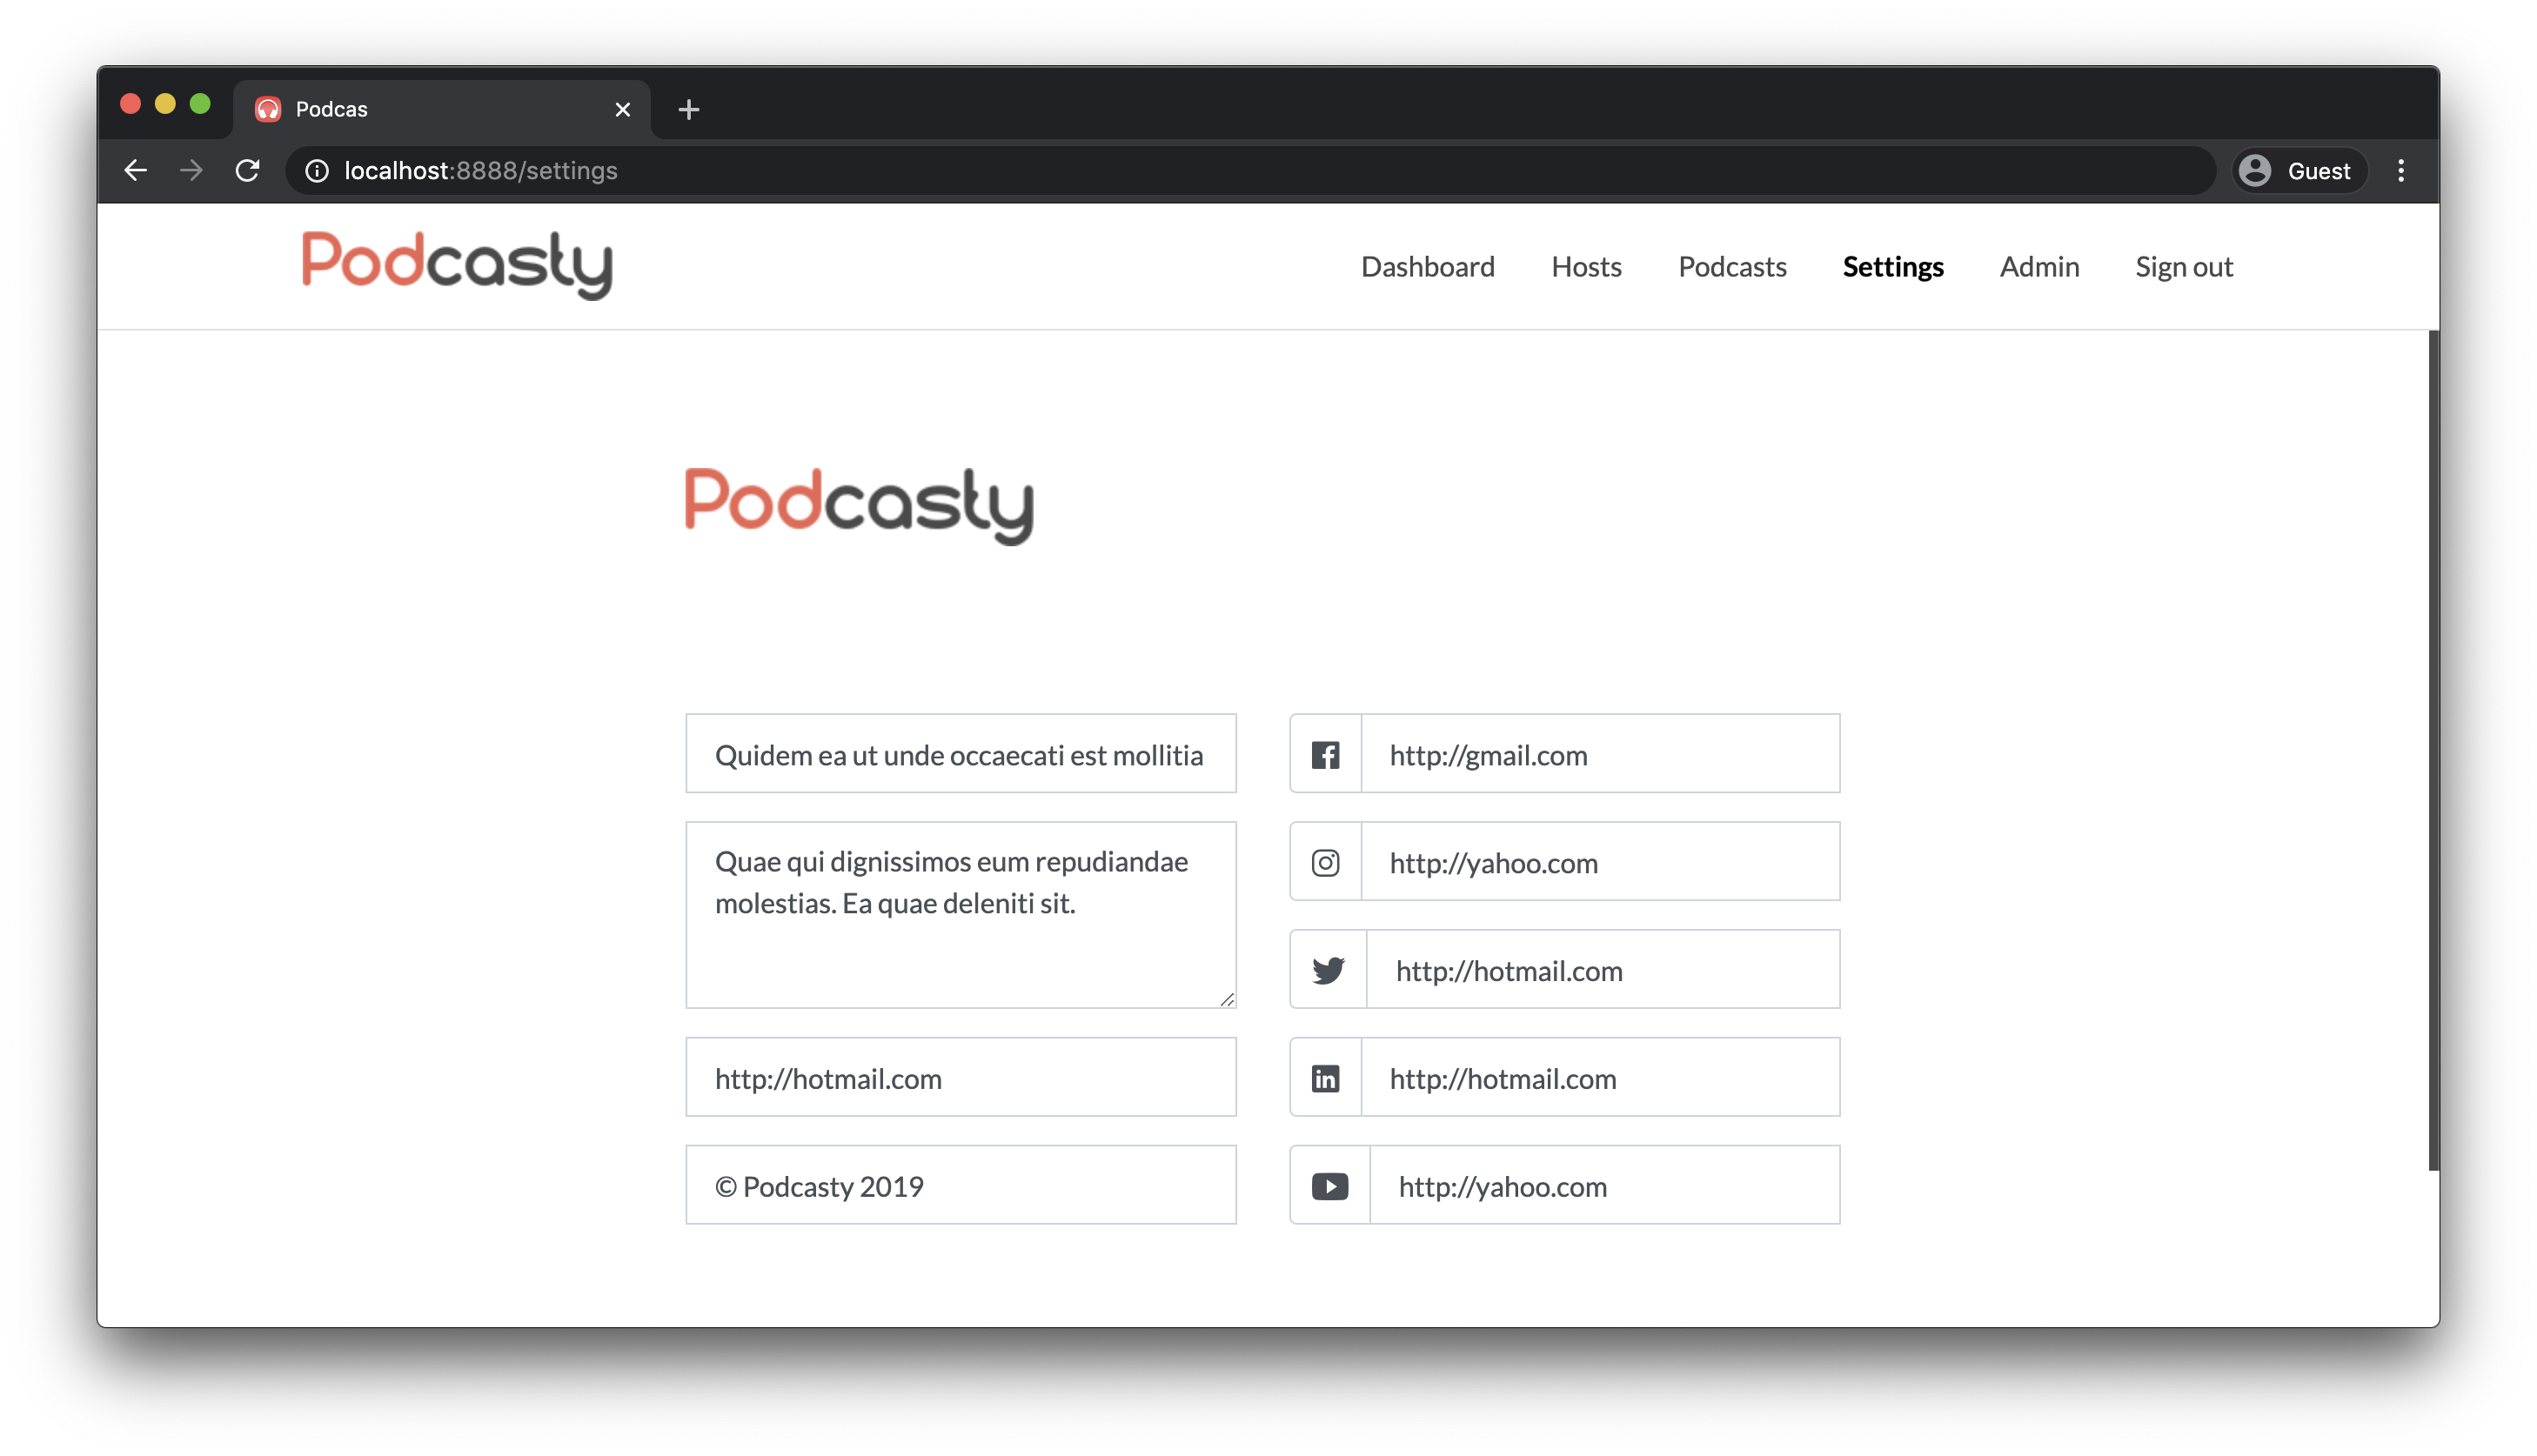 Podcas
localhost:8888/settings
Guest
Podcasty
Dashboard Hosts Podcasts Settings Admin Sign out
Podcasty
Quidem ea ut unde occaecati est mollitia
http://gmail.com
Quae qui dignissimos eum repudiandae
molestias. Ea quae deleniti sit.
http://yahoo.com
http://hotmail.com
http://hotmail.com
http://hotmail.com
© Podcasty 2019
http://yahoo.com